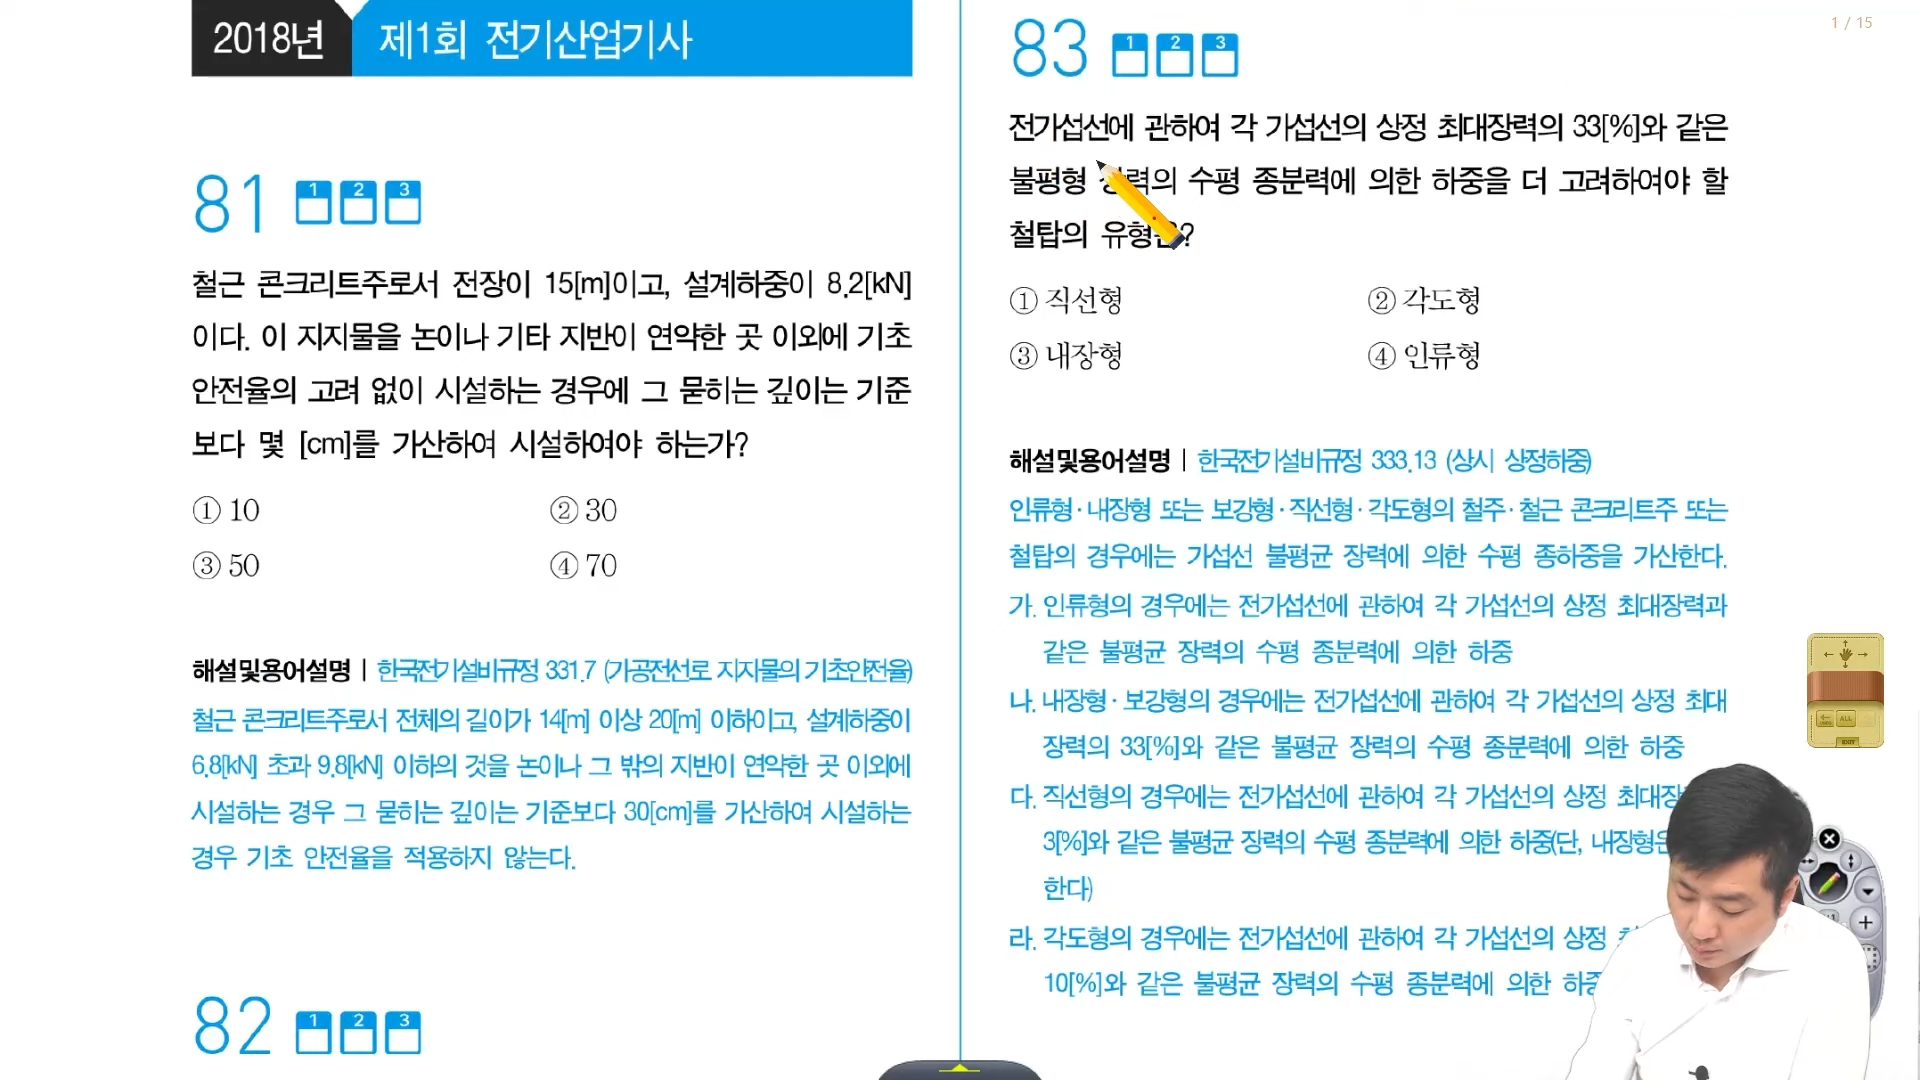 2018년 제1회 전기산업기사
81 1 2 3
철근 콘크리트주로서 전장이 15[m]이고, 설계하중이 8.2[kN]
이다. 이 지지물을 논이나 기타 지반이 연약한 곳 이외에 기초
안전율의 고려 없이 시설하는 경우에 그 묻히는 깊이는 기준
보다 몇 [cm]를 가산하여 시설하여야 하는가?
① 10 ② 30
③ 50 ④ 70
해설및용어설명 | 한국전기설비규정 331.7 (가공전선로 지지물의 기초안전율)
철근 콘크리트주로서 전체의 길이가 14[m] 이상 20[m] 이하이고, 설계하중이
6.8[kN] 초과 9.8[kN] 이하의 것을 논이나 그 밖의 지반이 연약한 곳 이외에
시설하는 경우 그 묻히는 깊이는 기준보다 30[cm]를 가산하여 시설하는
경우 기초 안전율을 적용하지 않는다.
82 1 2 3
83 1 2 3
전가섭선에 관하여 각 가섭선의 상정 최대장력의 33[%]와 같은
불평형 장력의 수평 종분력에 의한 하중을 더 고려하여야 할
철탑의 유형은?
① 직선형 ② 각도형
③ 내장형 ④ 인류형
해설및용어설명 | 한국전기설비규정 333.13 (상시 상정하중)
인류형·내장형 또는 보강형·직선형·각도형의 철주·철근 콘크리트주 또는
철탑의 경우에는 가섭선 불평균 장력에 의한 수평 종하중을 가산한다.
가. 인류형의 경우에는 전가섭선에 관하여 각 가섭선의 상정 최대장력과
같은 불평균 장력의 수평 종분력에 의한 하중
나. 내장형·보강형의 경우에는 전가섭선에 관하여 각 가섭선의 상정 최대
장력의 33[%]와 같은 불평균 장력의 수평 종분력에 의한 하중
다. 직선형의 경우에는 전가섭선에 관하여 각 가섭선의 상정
3[%]와 같은 불평균 장력의 수평 종분력에 의한 하중(단, 내장형은
한다)
라. 각도형의 경우에는 전가섭선에 관하여 각 가섭선의 상정
10[%]와 같은 불평균 장력의 수평 종분력에 의한
1 / 15
ALL
EXIT